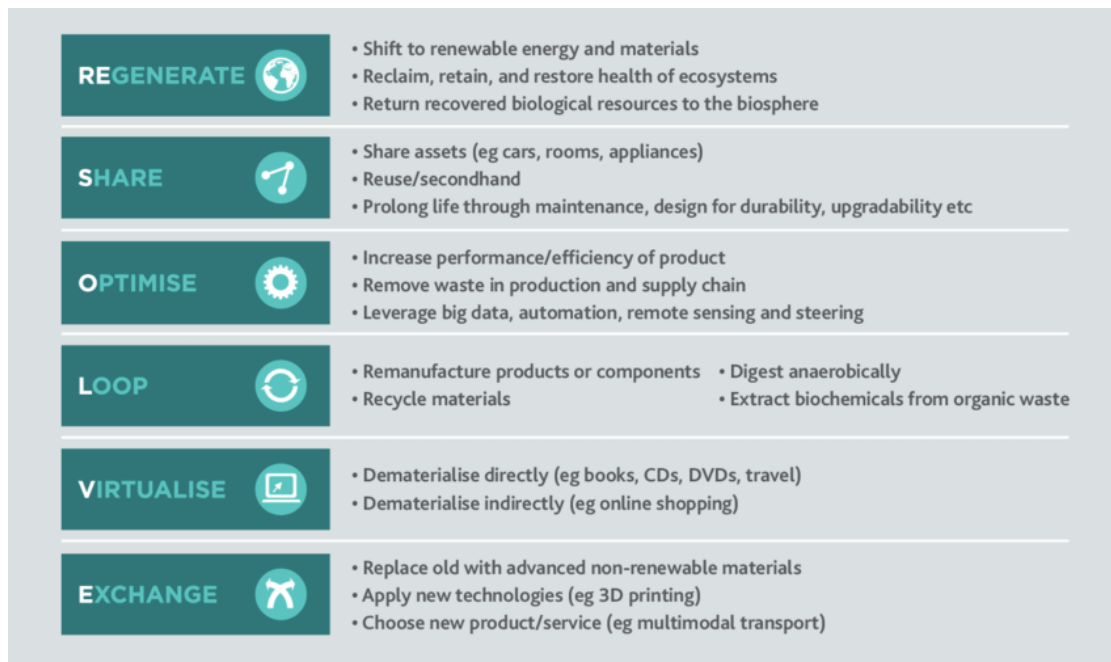 REGENERATE
• Shift to renewable energy and materials
• Reclaim, retain, and restore health of ecosystems
• Return recovered biological resources to the biosphere
SHARE
• Share assets (eg cars, rooms, appliances)
• Reuse/secondhand
• Prolong life through maintenance, design for durability, upgradability etc
OPTIMISE
• Increase performance/efficiency of product
• Remove waste in production and supply chain
• Leverage big data, automation, remote sensing and steering
LOOP
• Remanufacture products or components
• Recycle materials
• Digest anaerobically
• Extract biochemicals from organic waste
VIRTUALISE
• Dematerialise directly (eg books, CDs, DVDs, travel)
• Dematerialise indirectly (eg online shopping)
EXCHANGE
• Replace old with advanced non-renewable materials
• Apply new technologies (eg 3D printing)
• Choose new product/service (eg multimodal transport)